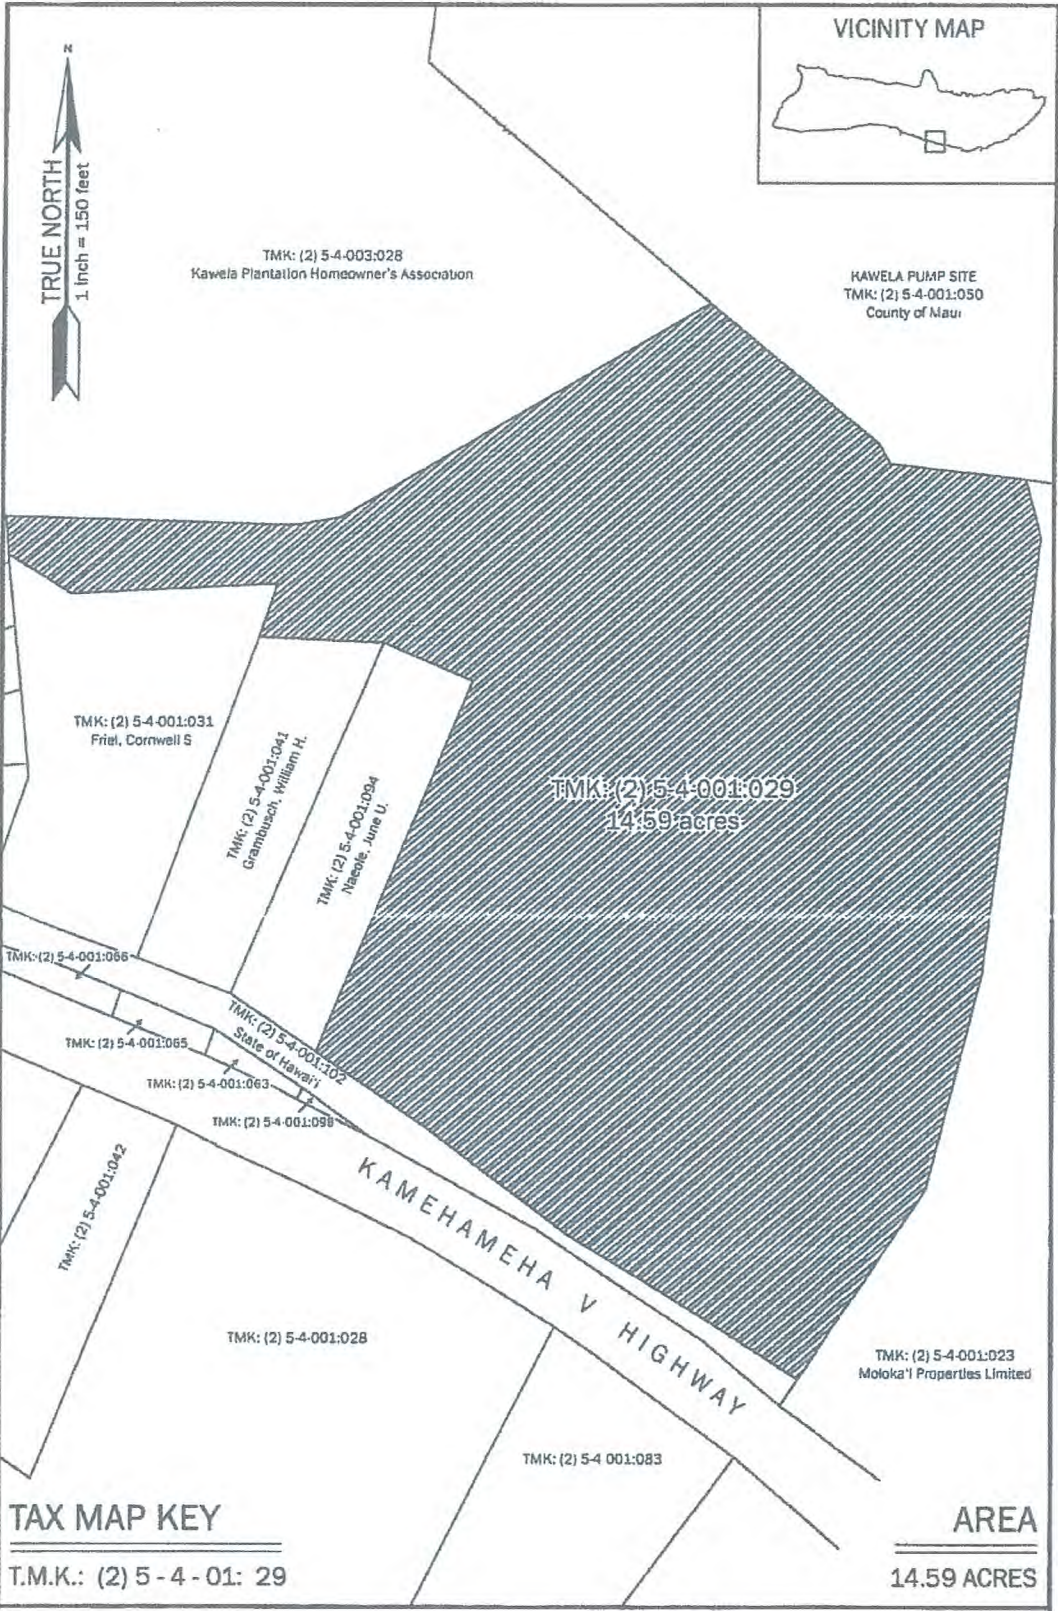 VICINITY MAP
N
TRUE NORTH
1 inch = 150 feet
TMK: (2) 5-4-003:028
Kawela Plantation Homeowner's Association
KAWELA PUMP SITE
TMK: (2) 5-4-001:050
County of Maui
TMK: (2) 5-4-001:031
Friel, Cornwell S
TMK: (2) 5-4-001:041
Grambusch, William H.
TMK: (2) 5-4-001:094
Naeole, June U.
TMK: (2) 5-4-001:029
14.59 acres
TMK: (2) 5-4-001:066
TMK: (2) 5-4-001:102
State of Hawai'i
TMK: (2) 5-4-001:065
TMK: (2) 5-4-001:063
TMK: (2) 5-4-001:098
KAMEHAMEHA V HIGHWAY
TMK: (2) 5-4-001:042
TMK: (2) 5-4-001:028
TMK: (2) 5-4-001:023
Moloka'i Properties Limited
TMK: (2) 5-4 001:083
TAX MAP KEY
T.M.K.: (2) 5 - 4 - 01: 29
AREA
14.59 ACRES